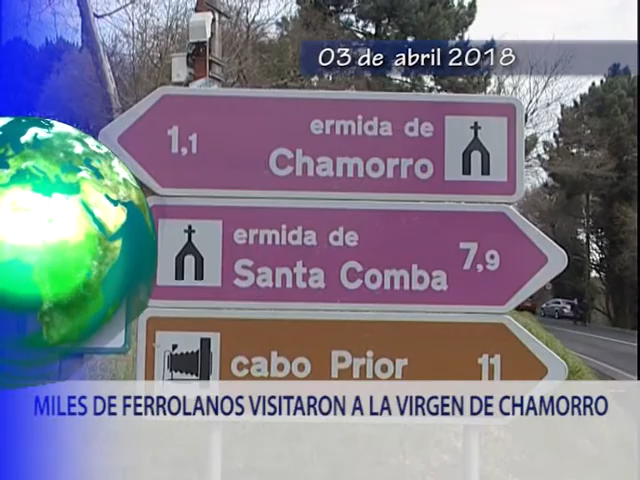 03 de abril 2018
1,1
ermida de
Chamorro
ermida de
Santa Comba
7,9
cabo Prior
11
MILES DE FERROLANOS VISITARON A LA VIRGEN DE CHAMORRO